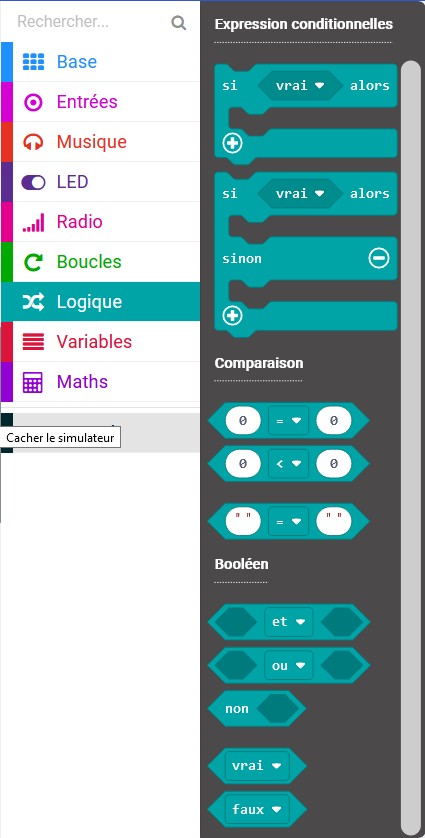 Rechercher...
Base
Entrées
Musique
LED
Radio
Boucles
Logique
Variables
Maths
Cacher le simulateur
Expression conditionnelles
si vrai alors
si vrai alors
sinon
Comparaison
0 = 0
0 < 0
" " = " "
Booléen
et
ou
non
vrai
faux